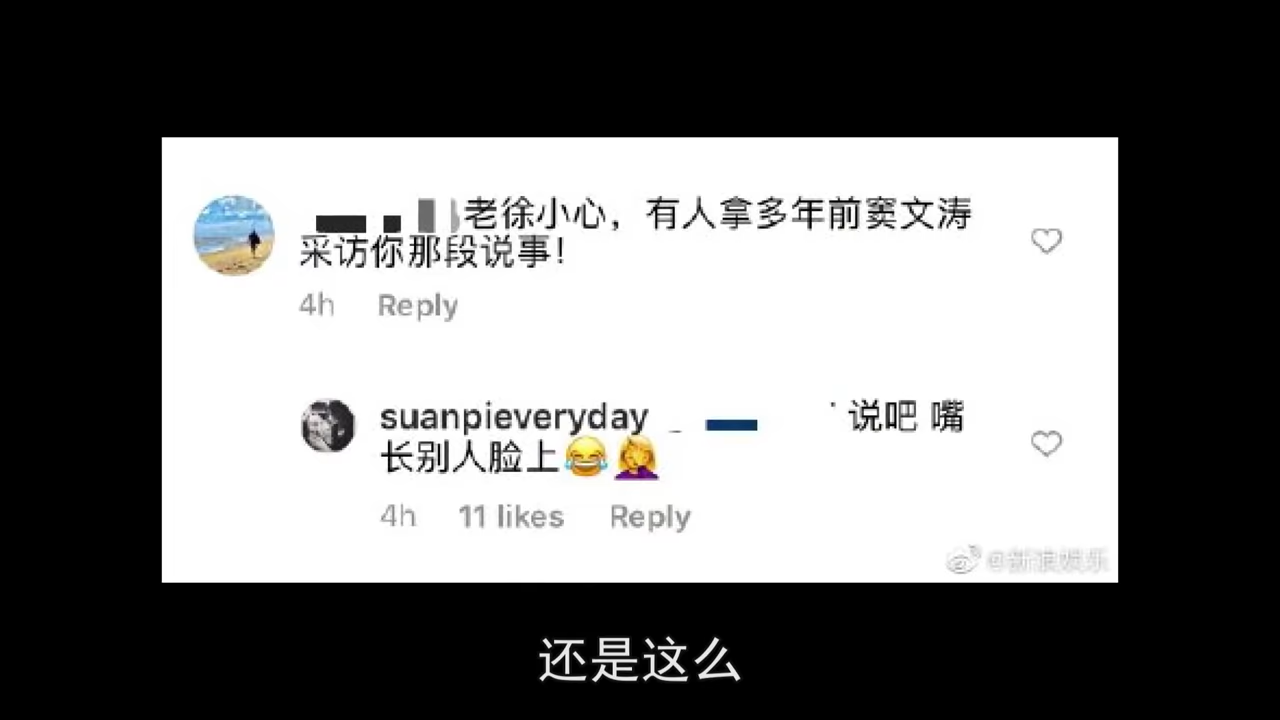 老徐小心，有人拿多年前窦文涛
采访你那段说事!
4h Reply
suanpieveryday 说吧 嘴
长别人脸上😂🤦‍♀️
4h 11 likes Reply
@新浪娱乐
还是这么